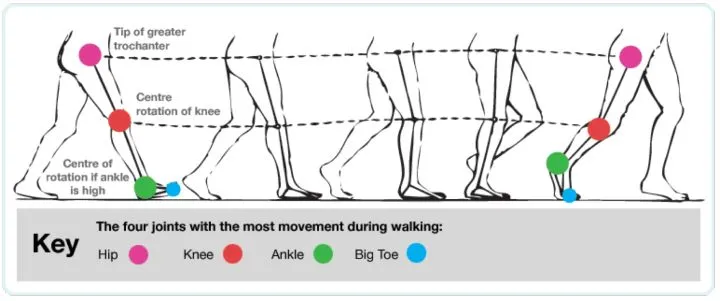 Tip of greater
trochanter
Centre
rotation of knee
Centre of
rotation if ankle
is high
Key
The four joints with the most movement during walking:
Hip
Knee
Ankle
Big Toe